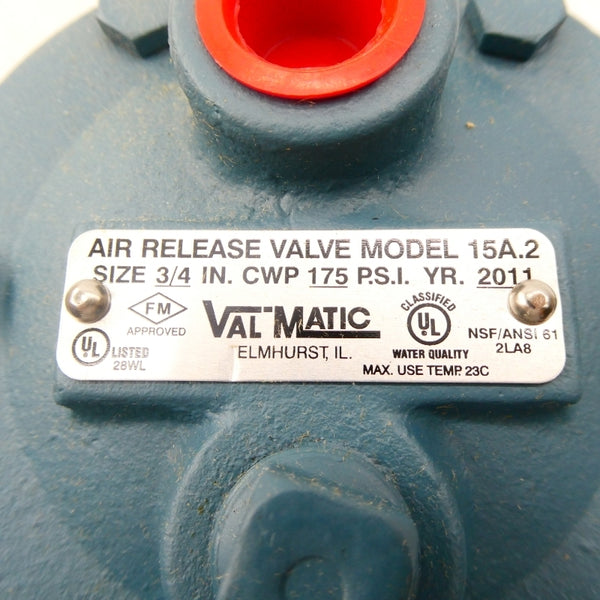 AIR RELEASE VALVE MODEL 15A.2
SIZE 3/4 IN. CWP 175 P.S.I. YR. 2011
FM
APPROVED
UL LISTED
28WL
VAL MATIC
ELMHURST, IL.
CLASSIFIED
UL
WATER QUALITY
NSF/ANSI 61
2LA8
MAX. USE TEMP. 23C